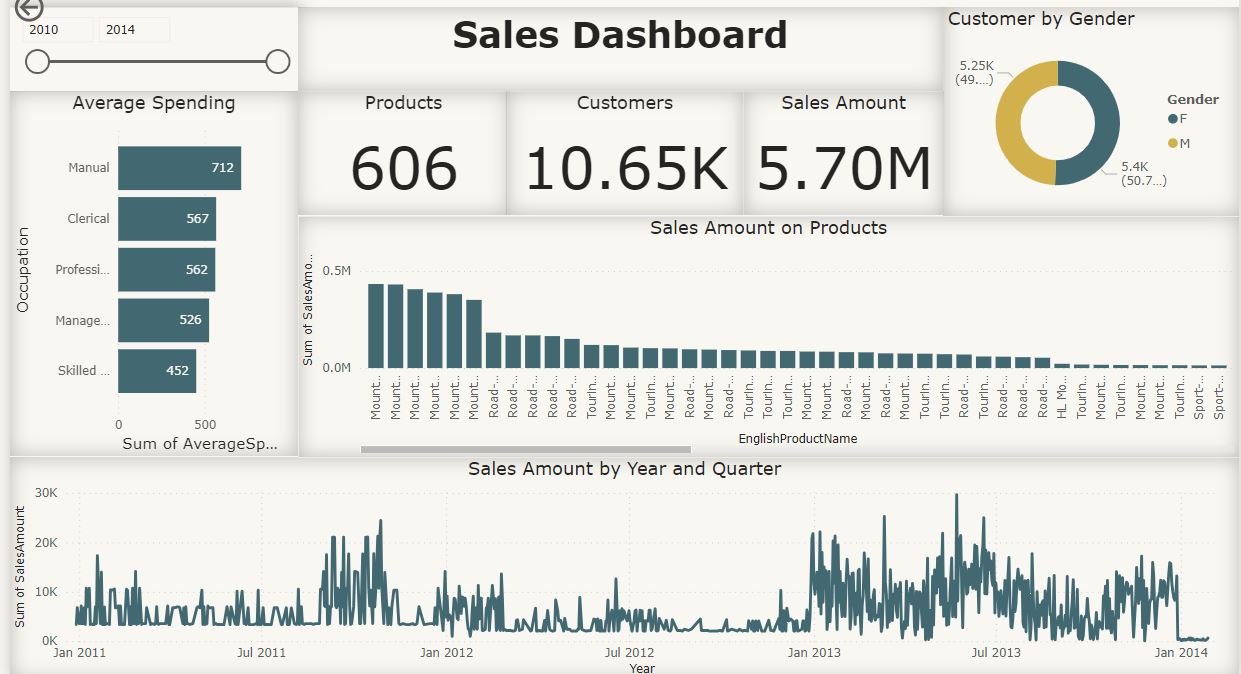 2010
2014
Sales Dashboard
Customer by Gender
5.25K
(49....)
5.4K
(50.7...)
Gender
F
M
Average Spending
Occupation
Manual
712
Clerical
567
Professi...
562
Manage...
526
Skilled ...
452
0
500
Sum of AverageSp...
Products
606
Customers
10.65K
Sales Amount
5.70M
Sales Amount on Products
Sum of SalesAmo...
0.5M
0.0M
Mount...
Mount...
Mount...
Mount...
Mount...
Mount...
Road-...
Road-...
Road-...
Road-...
Road-...
TourIn...
TourIn...
Mount...
TourIn...
Mount...
Road-...
Mount...
Road-...
TourIn...
TourIn...
TourIn...
Mount...
Mount...
Road-...
Mount...
Road-...
Mount...
TourIn...
TourIn...
Road-...
TourIn...
Road-...
Road-...
Road-...
HL Mo...
TourIn...
Mount...
TourIn...
Mount...
Mount...
TourIn...
Sport-...
Sport-...
EnglishProductName
Sales Amount by Year and Quarter
Sum of SalesAmount
30K
20K
10K
0K
Jan 2011
Jul 2011
Jan 2012
Jul 2012
Jan 2013
Jul 2013
Jan 2014
Year